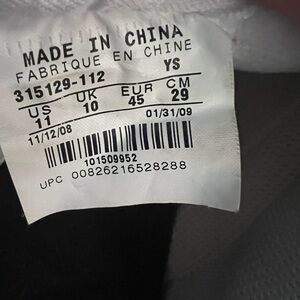 MADE IN CHINA
FABRIQUE EN CHINE
315129-112 YS
US UK EUR CM
11 10 45 29
11/12/08 01/31/09
101509952
UPC 00826216528288